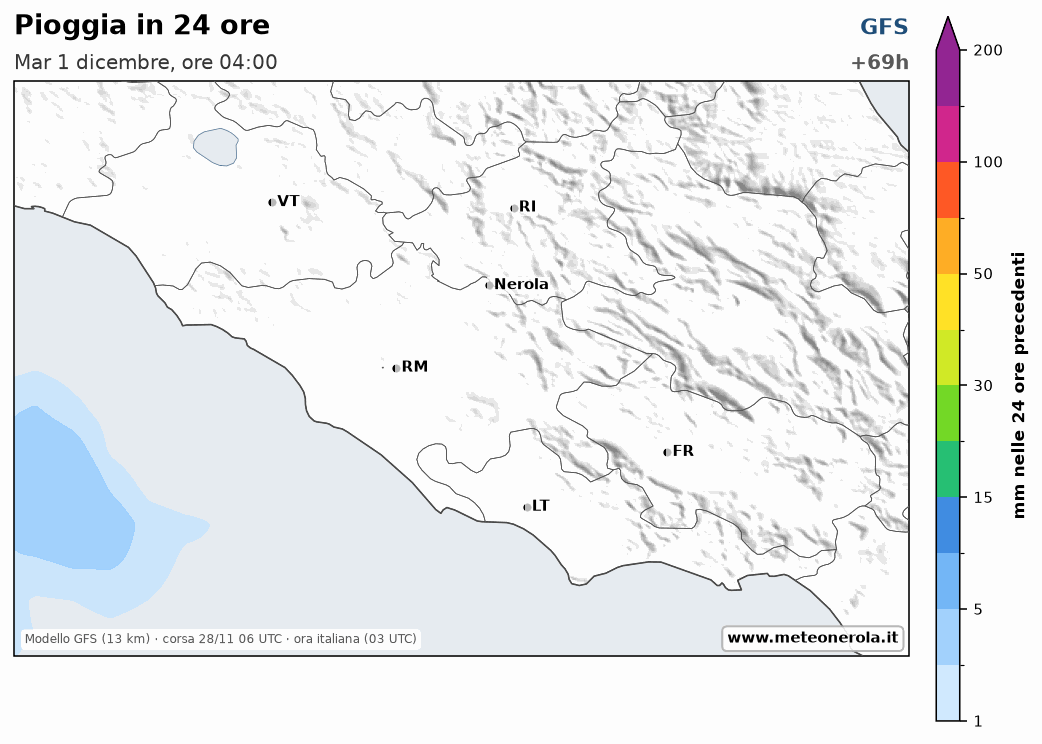 Pioggia in 24 ore
GFS
Mar 1 dicembre, ore 04:00
+69h
VT
RI
Nerola
RM
FR
LT
Modello GFS (13 km) · corsa 28/11 06 UTC · ora italiana (03 UTC)
www.meteonerola.it
200
100
50
30
15
5
1
mm nelle 24 ore precedenti